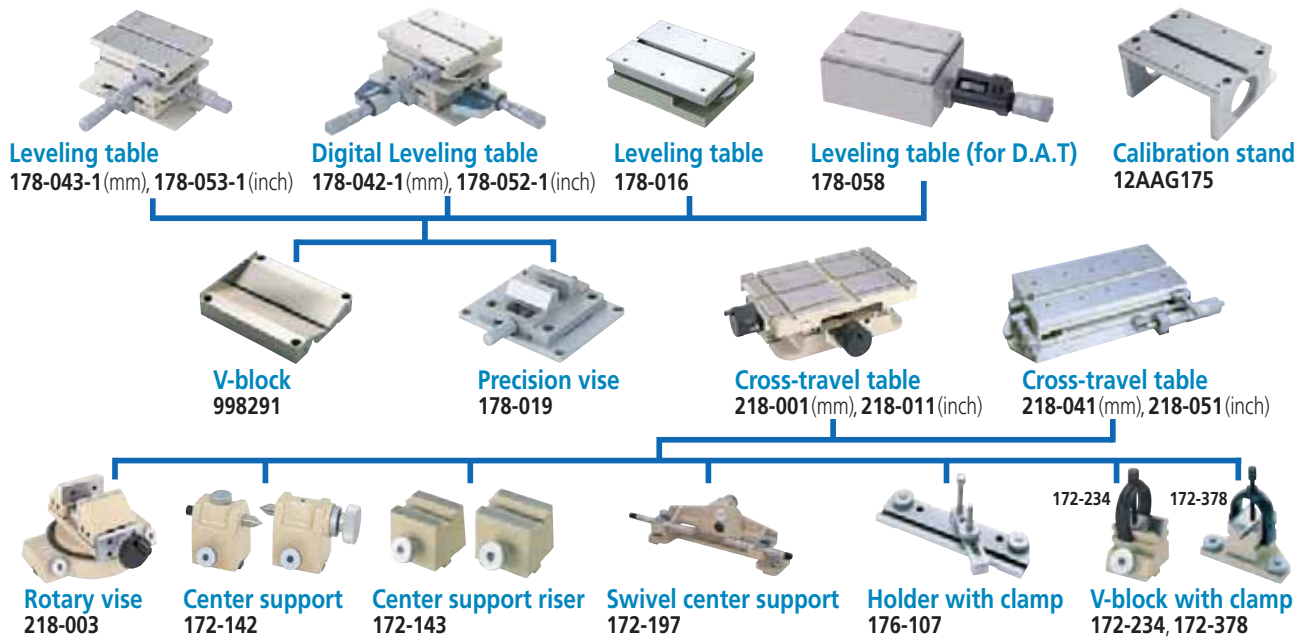 Leveling table
178-043-1(mm), 178-053-1(inch)
Digital Leveling table
178-042-1(mm), 178-052-1(inch)
Leveling table
178-016
Leveling table (for D.A.T)
178-058
Calibration stand
12AAG175
V-block
998291
Precision vise
178-019
Cross-travel table
218-001(mm), 218-011(inch)
Cross-travel table
218-041(mm), 218-051(inch)
172-234
172-378
Rotary vise
218-003
Center support
172-142
Center support riser
172-143
Swivel center support
172-197
Holder with clamp
176-107
V-block with clamp
172-234, 172-378